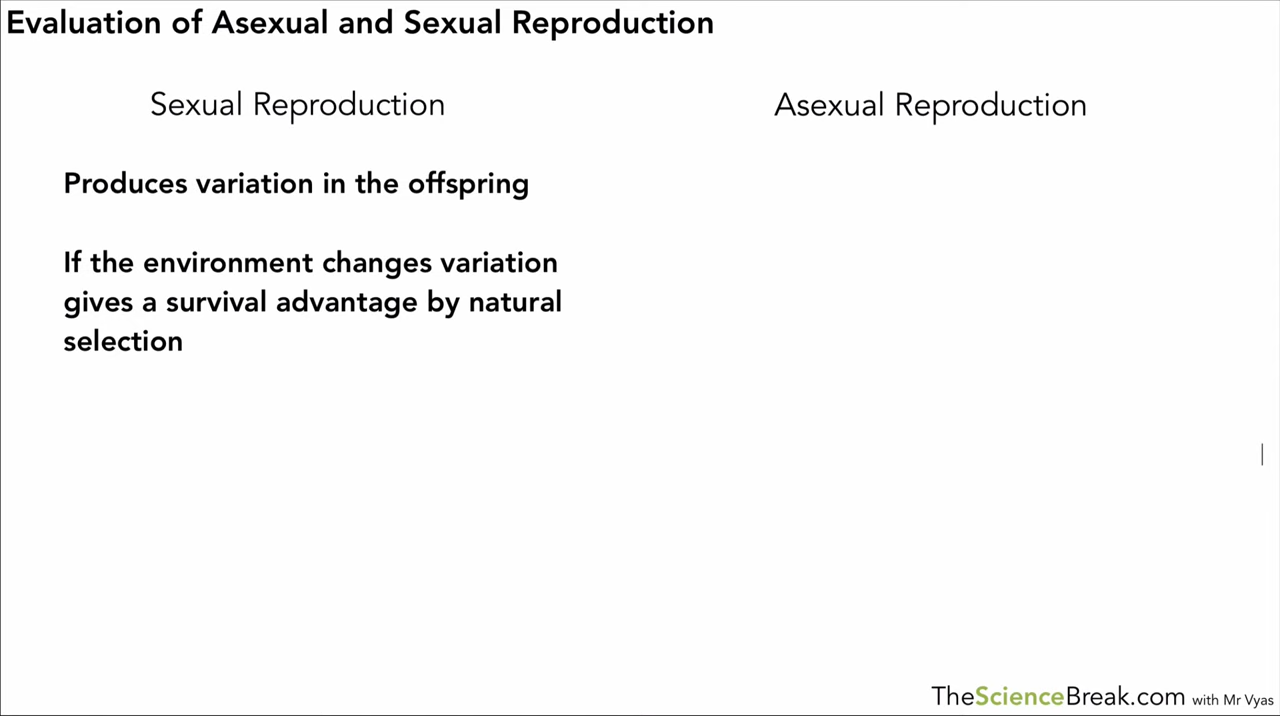 Evaluation of Asexual and Sexual Reproduction
Sexual Reproduction
Asexual Reproduction
Produces variation in the offspring
If the environment changes variation
gives a survival advantage by natural
selection
TheScienceBreak.com with Mr Vyas